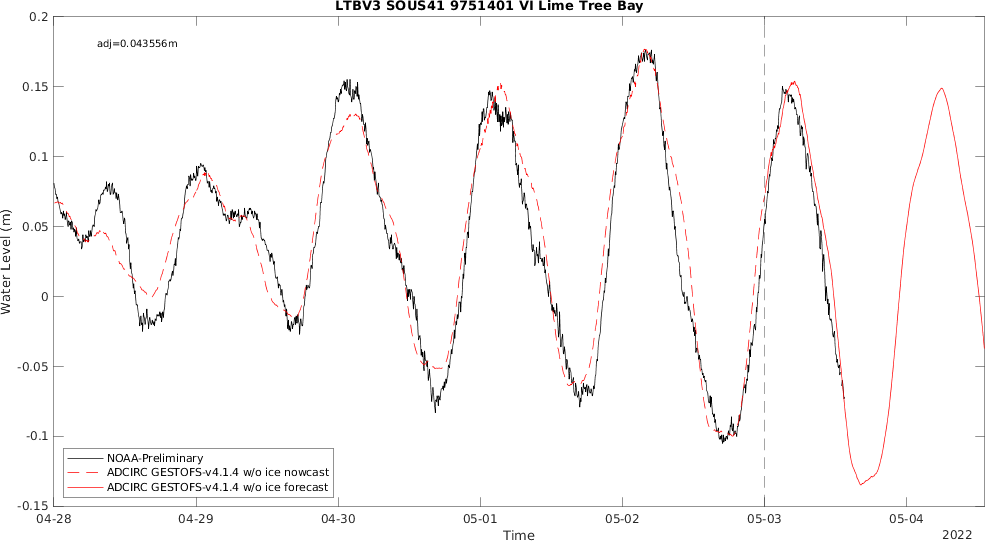 LTBV3 SOUS41 9751401 VI Lime Tree Bay
adj=0.043556m
0.2
0.15
0.1
0.05
0
-0.05
-0.1
-0.15
Water Level (m)
NOAA-Preliminary
ADCIRC GESTOFS-v4.1.4 w/o ice nowcast
ADCIRC GESTOFS-v4.1.4 w/o ice forecast
04-28 04-29 04-30 05-01 05-02 05-03 05-04
Time
2022